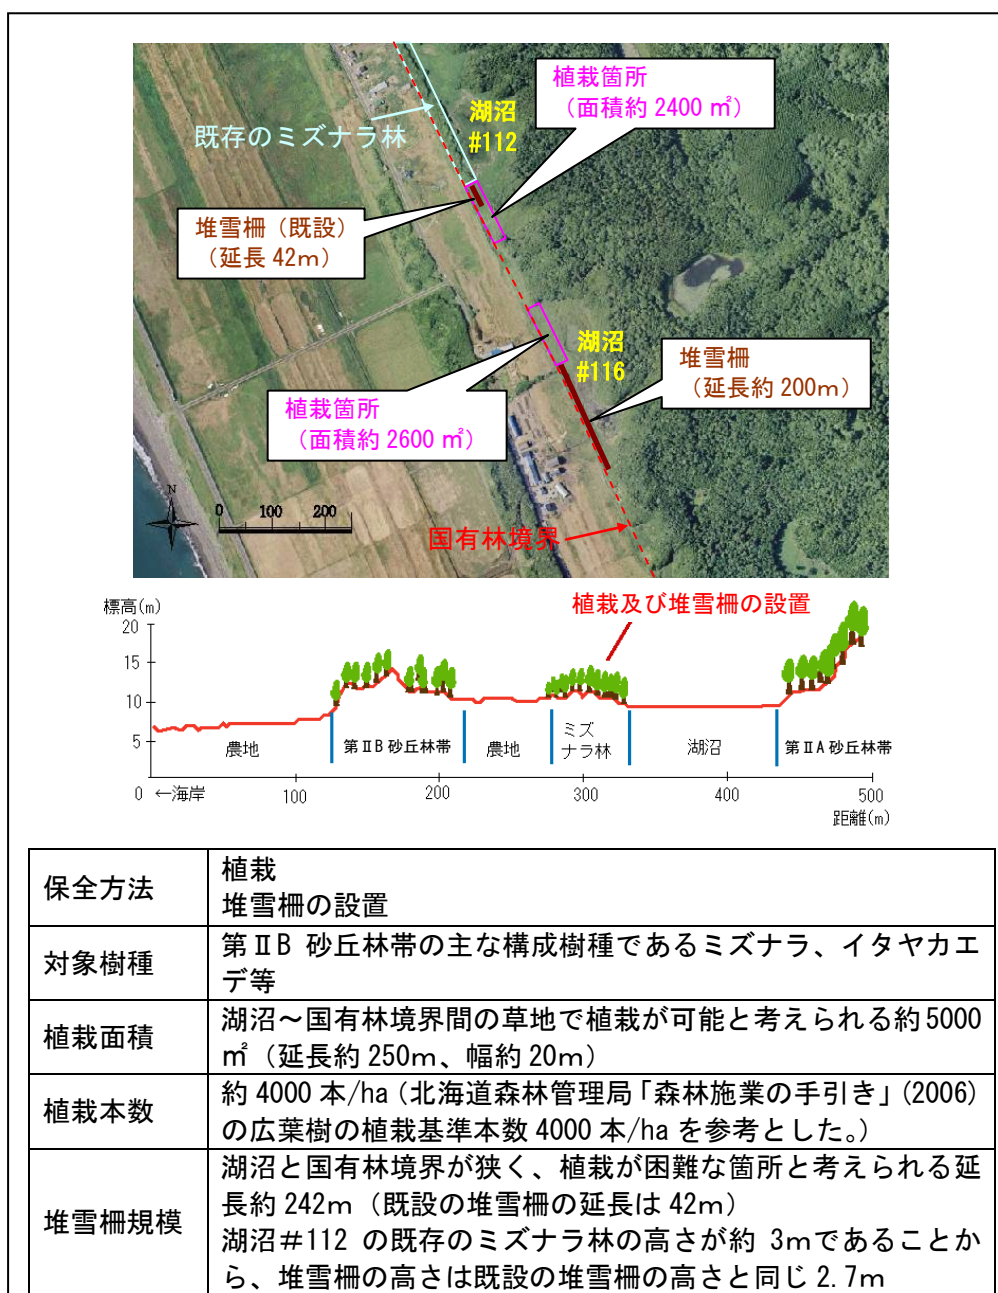 植栽箇所
（面積約 2400 ㎡）
湖沼
#112
既存のミズナラ林
堆雪柵（既設）
（延長 42m）
湖沼
#116
堆雪柵
（延長約 200m）
植栽箇所
（面積約 2600 ㎡）
N
0 100 200
国有林境界
植栽及び堆雪柵の設置
標高(m)
20
15
10
5
農地 第ⅡB 砂丘林帯 農地 ミズ
ナラ林 湖沼 第ⅡA 砂丘林帯
0 ←海岸 100 200 300 400 500
距離(m)
保全方法
植栽
堆雪柵の設置
対象樹種
第ⅡB 砂丘林帯の主な構成樹種であるミズナラ、イタヤカエ
デ等
植栽面積
湖沼～国有林境界間の草地で植栽が可能と考えられる約 5000
㎡（延長約 250m、幅約 20m）
植栽本数
約 4000 本/ha（北海道森林管理局「森林施業の手引き」(2006)
の広葉樹の植栽基準本数 4000 本/ha を参考とした。）
堆雪柵規模
湖沼と国有林境界が狭く、植栽が困難な箇所と考えられる延
長約 242m（既設の堆雪柵の延長は 42m）
湖沼＃112 の既存のミズナラ林の高さが約 3mであることか
ら、堆雪柵の高さは既設の堆雪柵の高さと同じ 2.7m